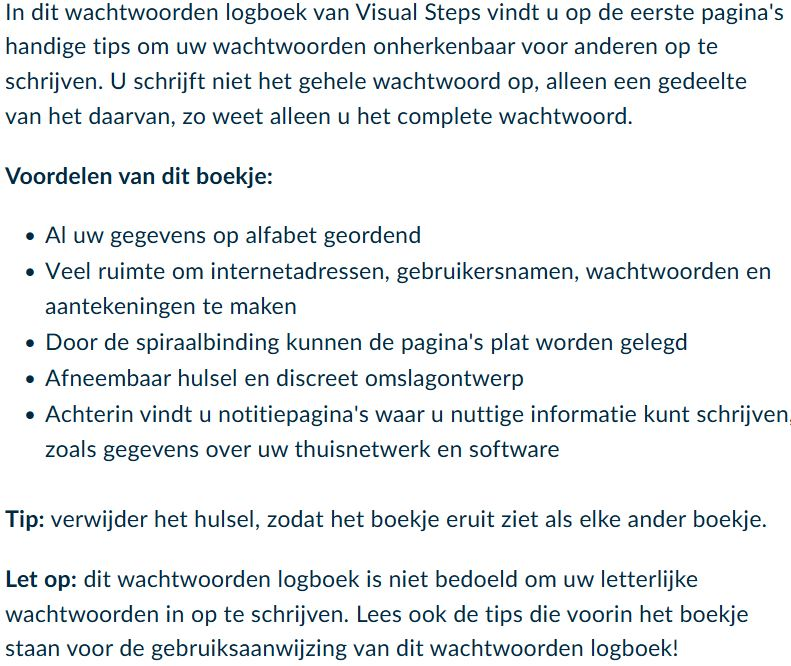 In dit wachtwoorden logboek van Visual Steps vindt u op de eerste pagina's
handige tips om uw wachtwoorden onherkenbaar voor anderen op te
schrijven. U schrijft niet het gehele wachtwoord op, alleen een gedeelte
van het daarvan, zo weet alleen u het complete wachtwoord.
Voordelen van dit boekje:
• Al uw gegevens op alfabet geordend
• Veel ruimte om internetadressen, gebruikersnamen, wachtwoorden en
aantekeningen te maken
• Door de spiraalbinding kunnen de pagina's plat worden gelegd
• Afneembaar hulsel en discreet omslagontwerp
• Achterin vindt u notitiepagina's waar u nuttige informatie kunt schrijven,
zoals gegevens over uw thuisnetwerk en software
Tip: verwijder het hulsel, zodat het boekje eruit ziet als elke ander boekje.
Let op: dit wachtwoorden logboek is niet bedoeld om uw letterlijke
wachtwoorden in op te schrijven. Lees ook de tips die voorin het boekje
staan voor de gebruiksaanwijzing van dit wachtwoorden logboek!